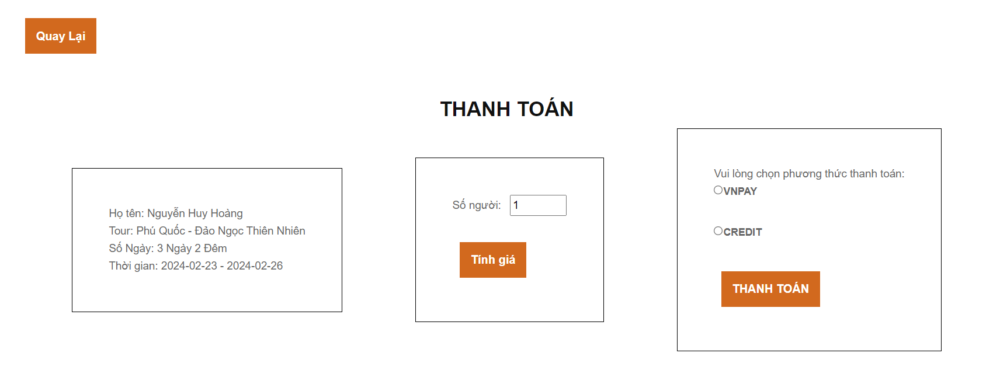 Quay Lại
THANH TOÁN
Họ tên: Nguyễn Huy Hoàng
Tour: Phú Quốc - Đảo Ngọc Thiên Nhiên
Số Ngày: 3 Ngày 2 Đêm
Thời gian: 2024-02-23 - 2024-02-26
Số người: 1
Tính giá
Vui lòng chọn phương thức thanh toán:
VNPAY
CREDIT
THANH TOÁN